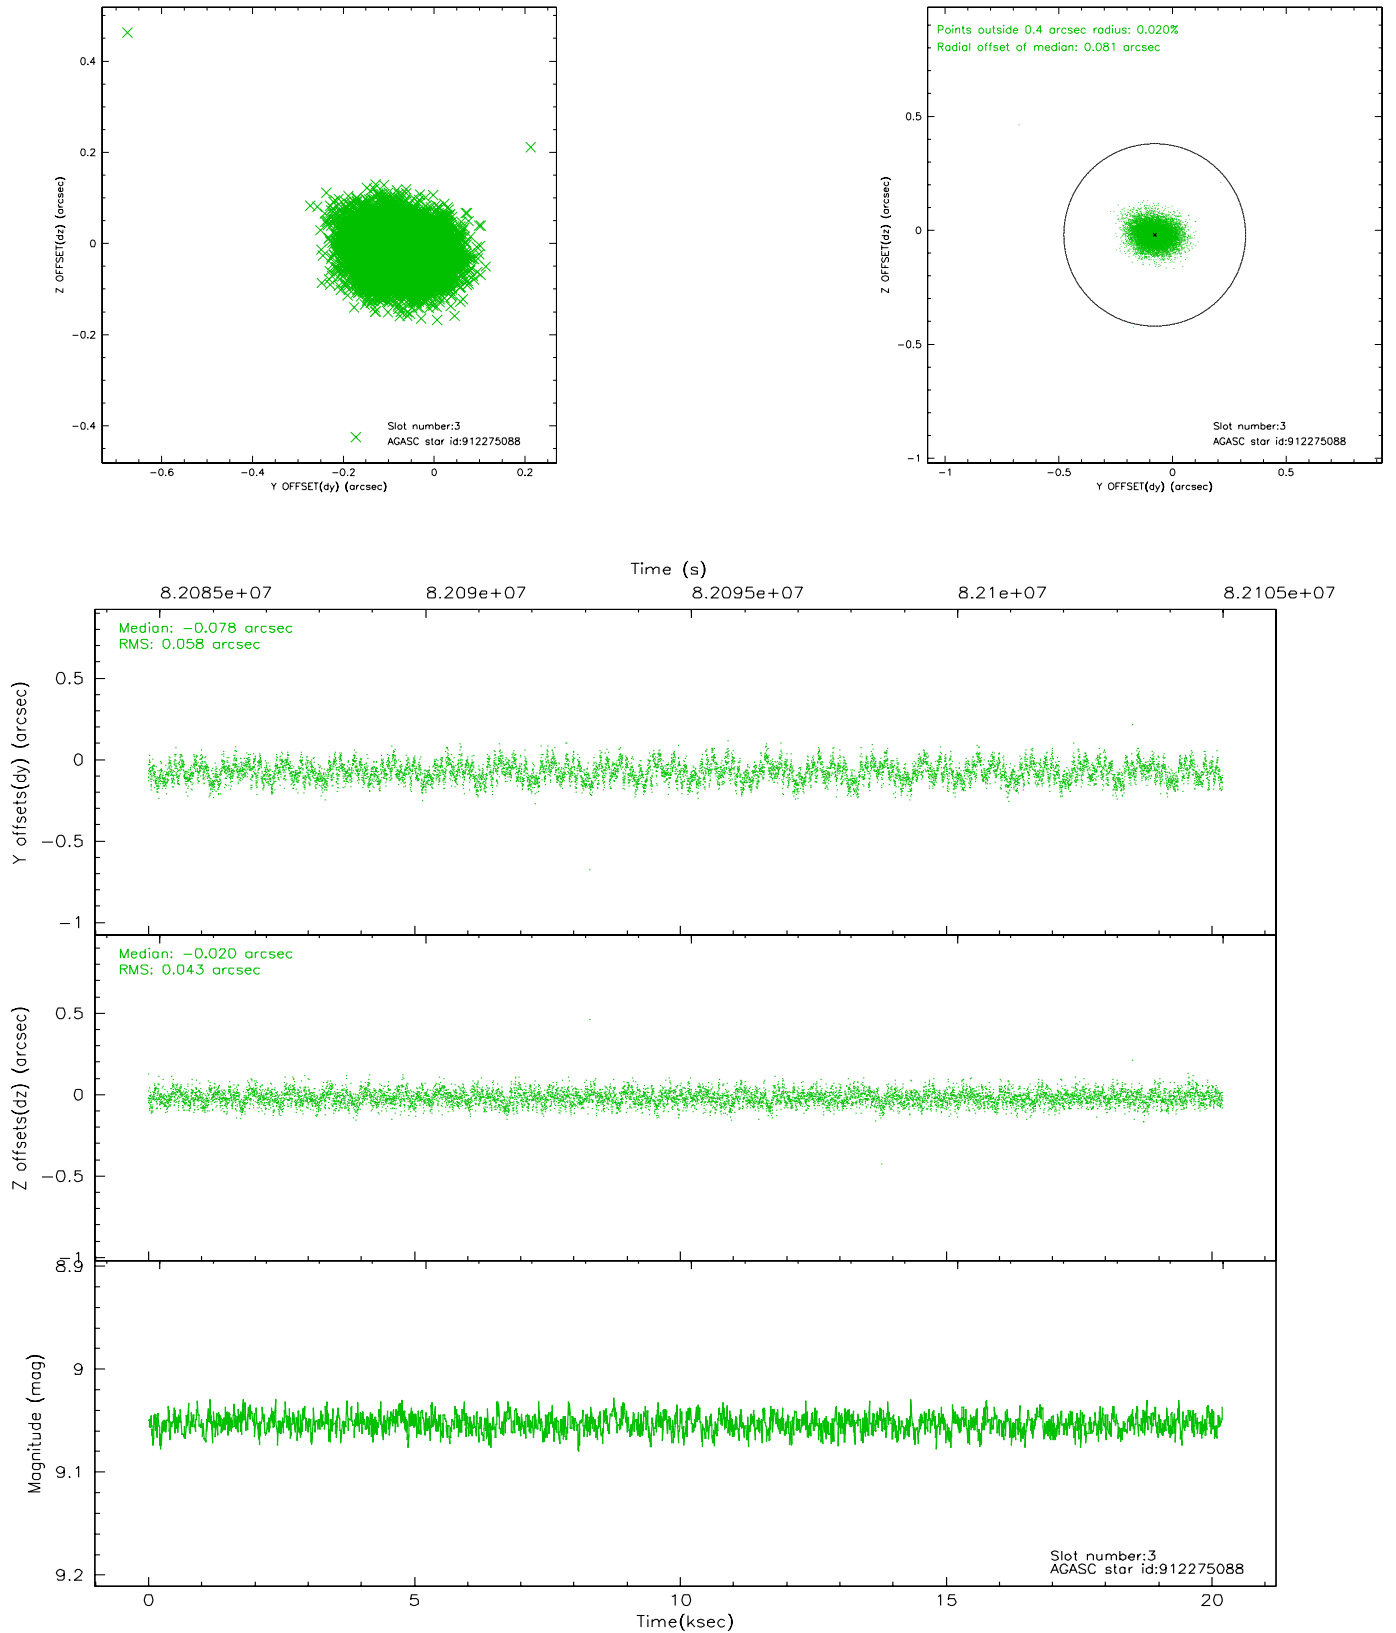 0.4
0.2
0
−0.2
−0.4
Z OFFSET(dz) (arcsec)
−0.6
−0.4
−0.2
0
0.2
Y OFFSET(dy) (arcsec)
Slot number:3
AGASC star id:912275088
Points outside 0.4 arcsec radius: 0.020%
Radial offset of median: 0.081 arcsec
0.5
0
−0.5
−1
Z OFFSET(dz) (arcsec)
−1
−0.5
0
0.5
Y OFFSET(dy) (arcsec)
Slot number:3
AGASC star id:912275088
Time (s)
8.2085e+07
8.209e+07
8.2095e+07
8.21e+07
8.2105e+07
Median: −0.078 arcsec
RMS: 0.058 arcsec
0.5
0
−0.5
−1
Y offsets(dy) (arcsec)
Median: −0.020 arcsec
RMS: 0.043 arcsec
0.5
0
−0.5
−1
Z offsets(dz) (arcsec)
8.9
9
9.1
9.2
Magnitude (mag)
Slot number:3
AGASC star id:912275088
0
5
10
15
20
Time(ksec)